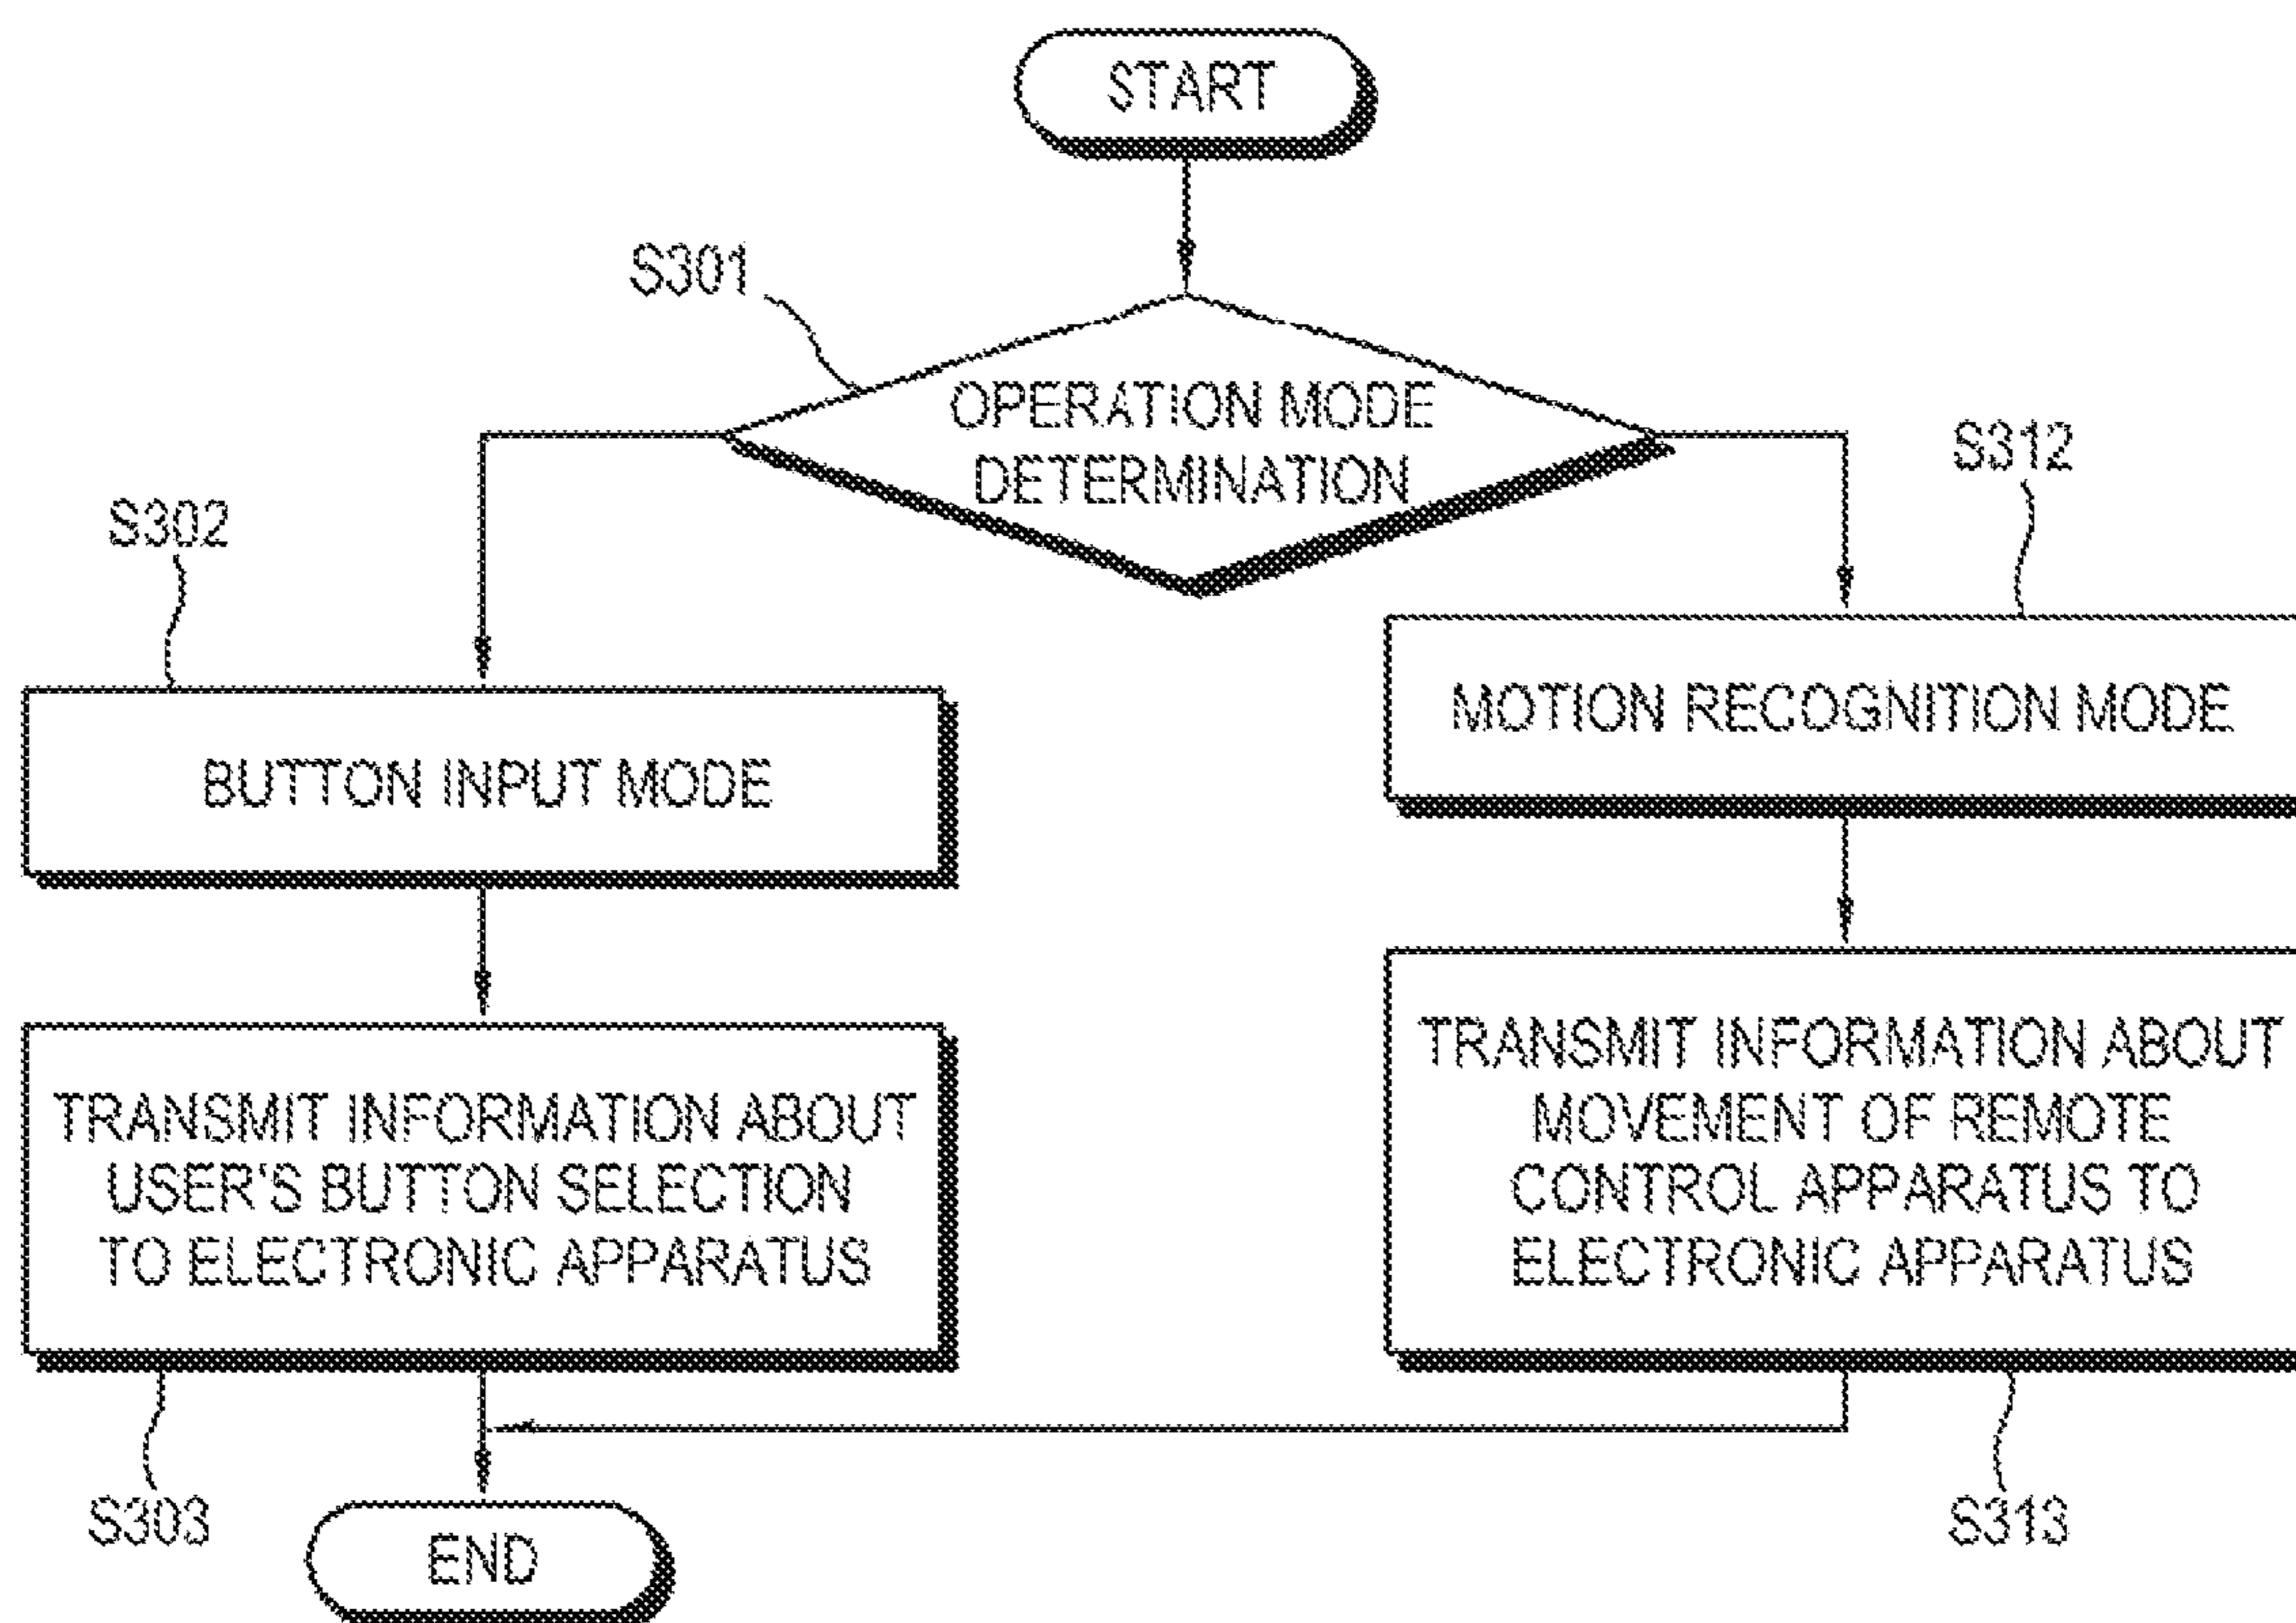 START
S301
OPERATION MODE
DETERMINATION
S302
BUTTON INPUT MODE
TRANSMIT INFORMATION ABOUT
USER'S BUTTON SELECTION
TO ELECTRONIC APPARATUS
S303
S312
MOTION RECOGNITION MODE
TRANSMIT INFORMATION ABOUT
MOVEMENT OF REMOTE
CONTROL APPARATUS TO
ELECTRONIC APPARATUS
S313
END